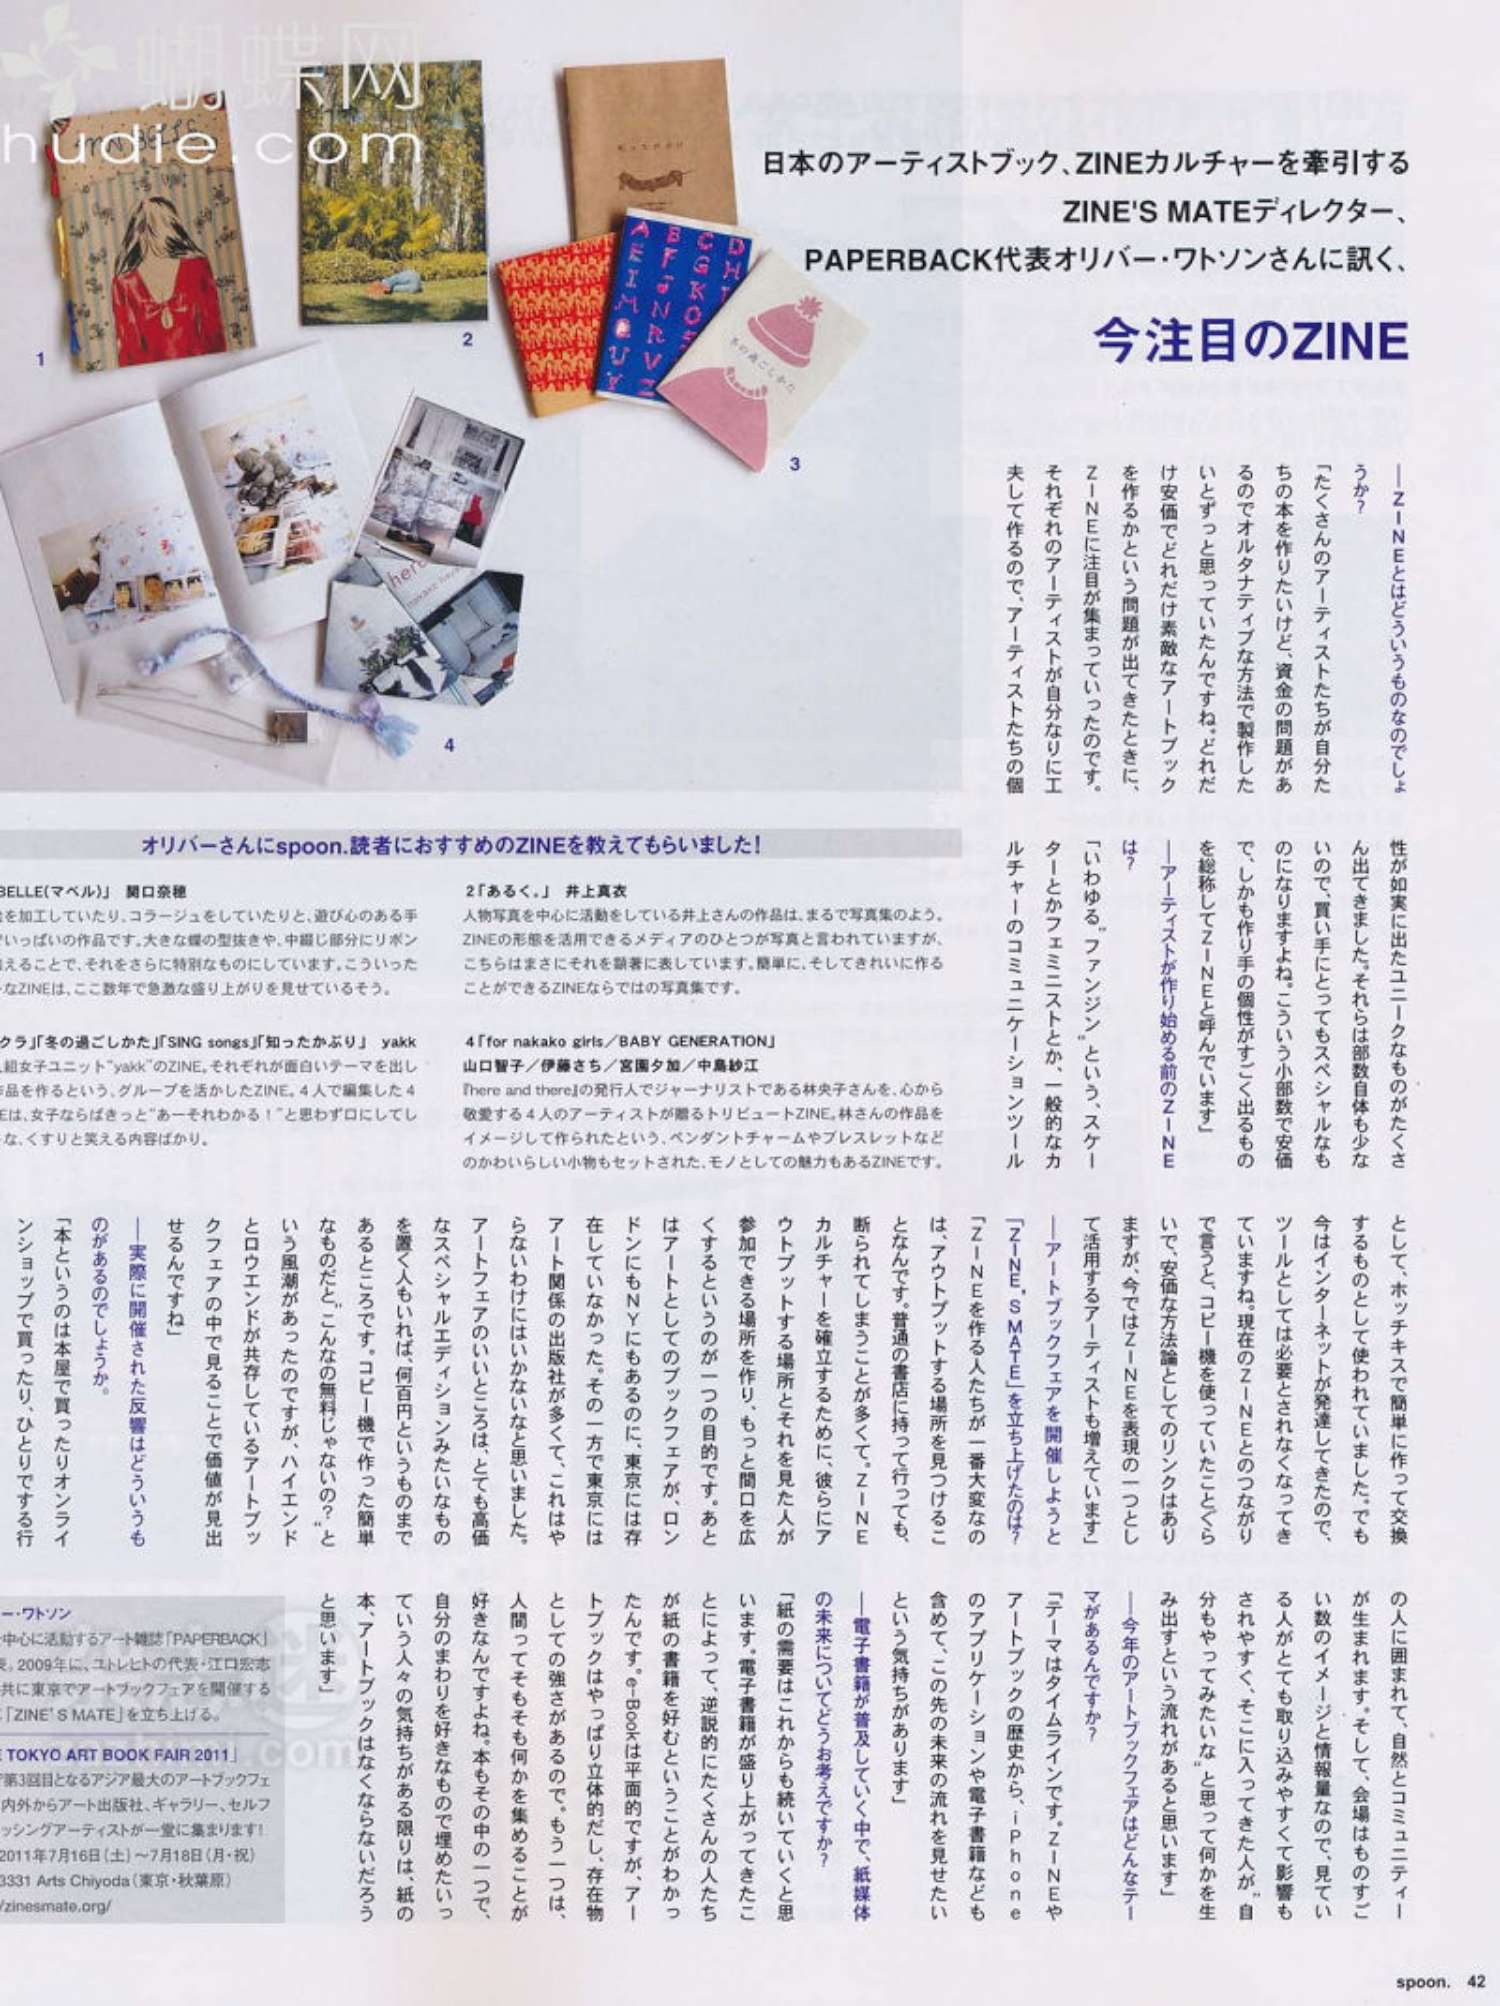 蝴蝶网
hudie.com
日本のアーティストブック、ZINEカルチャーを牽引する
ZINE'S MATEディレクター、
PAPERBACK代表オリバー・ワトソンさんに訊く、
今注目のZINE
1
2
3
4
―ZINEとはどういうものなのでしょ
うか?
「たくさんのアーティストたちが自分た
ちの本を作りたいけど、資金の問題があ
るのでオルタナティブな方法で製作した
いとずっと思っていたんですね。どれだ
け安価でどれだけ素敵なアートブック
を作るかという問題が出てきたときに、
ZINEに注目が集まっていったのです。
それぞれのアーティストが自分なりに工
夫して作るので、アーティストたちの個
性が如実に出たユニークなものがたくさ
ん出てきました。それらは部数自体も少な
いので、買い手にとってもスペシャルなも
のになりますよね。こういう小部数で安価
で、しかも作り手の個性がすごく出るもの
を総称してZINEと呼んでいます」
―アーティストが作り始める前のZINE
は?
「いわゆる“ファンジン”という、スケー
ターとかフェミニストとか、一般的なカ
ルチャーのコミュニケーションツール
として、ホッチキスで簡単に作って交換
するものとして使われていました。でも
今はインターネットが発達してきたので、
ツールとしては必要とされなくなってき
ていますね。現在のZINEとのつながり
で言うと、コピー機を使っていたことぐら
いで、安価な方法論としてのリンクはあり
ますが、今ではZINEを表現の一つとし
て活用するアーティストも増えています」
―アートブックフェアを開催しようと
「ZINE'S MATE」を立ち上げたのは?
「ZINEを作る人たちが一番大変なの
は、アウトプットする場所を見つけるこ
となんです。普通の書店に持って行っても、
断られてしまうことが多くて。ZINE
カルチャーを確立するために、彼らにア
ウトプットする場所とそれを見た人が
参加できる場所を作り、もっと間口を広
くするというのが一つの目的です。あと
はアートとしてのブックフェアが、ロン
ドンにもNYにもあるのに、東京には存
在していなかった。その一方で東京には
アート関係の出版社が多くて、これはや
らないわけにはいかないなと思いました。
アートフェアのいいところは、とても高価
なスペシャルエディションみたいなもの
を置く人もいれば、何百円というものまで
あるところです。コピー機で作った簡単
なものだと、“こんなの無料じゃないの?”と
いう風潮があったのですが、ハイエンド
とロウエンドが共存しているアートブッ
クフェアの中で見ることで価値が見出
せるんですね」
―実際に開催された反響はどういうも
のがあるのでしょうか。
「本というのは本屋で買ったりオンライ
ンショップで買ったり、ひとりでする行
の人に囲まれて、自然とコミュニティー
が生まれます。そして、会場はものすご
い数のイメージと情報量なので、見てい
る人がとても取り込みやすくて影響も
されやすく、そこに入ってきた人が“自
分もやってみたいな”と思って何かを生
み出すという流れがあると思います」
―今年のアートブックフェアはどんなテー
マがあるんですか?
「テーマはタイムラインです。ZINEや
アートブックの歴史から、iPhone
のアプリケーションや電子書籍なども
含めて、この先の未来の流れを見せたい
という気持ちがあります」
―電子書籍が普及していく中で、紙媒体
の未来についてどうお考えですか?
「紙の需要はこれからも続いていくと思
います。電子書籍が盛り上がってきたこ
とによって、逆説的にたくさんの人たち
が紙の書籍を好むということがわかっ
たんです。e-Bookは平面的ですが、アー
トブックはやっぱり立体的だし、存在物
としての強さがあるので。もう一つは、
人間ってそもそも何かを集めることが
好きなんですよね。本もその中の一つで、
自分のまわりを好きなもので埋めたいっ
ていう人々の気持ちがある限りは、紙の
本、アートブックはなくならないだろう
と思います」
オリバーさんにspoon.読者におすすめのZINEを教えてもらいました!
BELLE(マベル)」 関口奈穂
を加工していたり、コラージュをしていたりと、遊び心のある手
いっぱいの作品です。大きな蝶の型抜きや、中綴じ部分にリボン
えることで、それをさらに特別なものにしています。こういった
なZINEは、ここ数年で急激な盛り上がりを見せているそう。
2「あるく。」 井上真衣
人物写真を中心に活動をしている井上さんの作品は、まるで写真集のよう。
ZINEの形態を活用できるメディアのひとつが写真と言われていますが、
こちらはまさにそれを顕著に表しています。簡単に、そしてきれいに作る
ことができるZINEならではの写真集です。
クラ」「冬の過ごしかた」「SING songs」「知ったかぶり」 yakk
組女子ユニット“yakk”のZINE。それぞれが面白いテーマを出し
品を作るという、グループを活かしたZINE。4人で編集した4
Eは、女子ならばきっと“あーそれわかる!”と思わず口にしてし
な、くすりと笑える内容ばかり。
4「for nakako girls/BABY GENERATION」
山口智子/伊藤さち/宮園夕加/中島紗江
『here and there』の発行人でジャーナリストである林央子さんを、心から
敬愛する4人のアーティストが贈るトリビュートZINE。林さんの作品を
イメージして作られたという、ペンダントチャームやブレスレットなど
のかわいらしい小物もセットされた、モノとしての魅力もあるZINEです。
ー・ワトソン
中心に活動するアート雑誌「PAPERBACK」
表。2009年に、ユトレヒトの代表・江口宏志
共に東京でアートブックフェアを開催する
「ZINE'S MATE」を立ち上げる。
E TOKYO ART BOOK FAIR 2011」
第3回目となるアジア最大のアートブックフェ
内外からアート出版社、ギャラリー、セルフ
ッシングアーティストが一堂に集まります!
2011年7月16日(土)〜7月18日(月・祝)
3331 Arts Chiyoda(東京・秋葉原)
/zinesmate.org/
spoon. 42